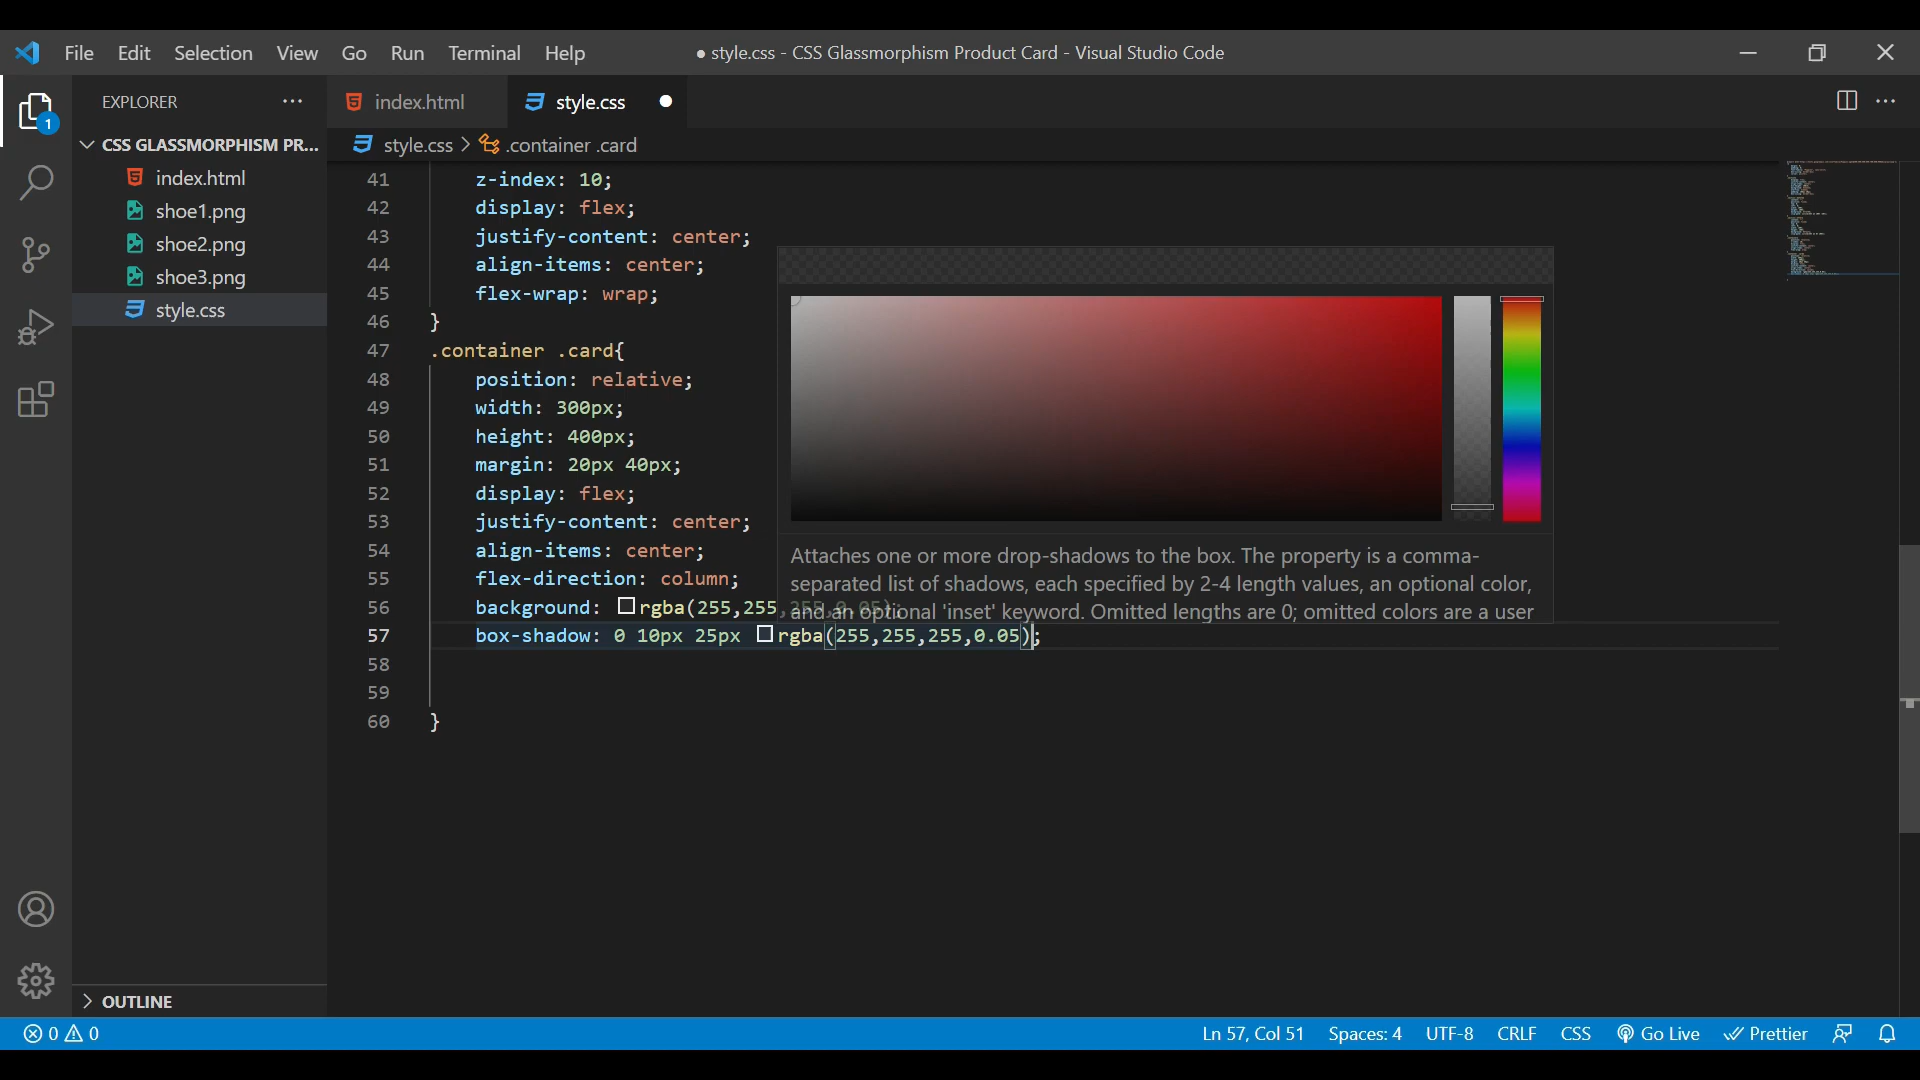 File Edit Selection View Go Run Terminal Help
● style.css - CSS Glassmorphism Product Card - Visual Studio Code
EXPLORER
1
CSS GLASSMORPHISM PR...
index.html
shoe1.png
shoe2.png
shoe3.png
style.css
OUTLINE
index.html
style.css
style.css > .container .card
41 z-index: 10;
42 display: flex;
43 justify-content: center;
44 align-items: center;
45 flex-wrap: wrap;
46 }
47 .container .card{
48 position: relative;
49 width: 300px;
50 height: 400px;
51 margin: 20px 40px;
52 display: flex;
53 justify-content: center;
54 align-items: center;
55 flex-direction: column;
56 background: rgba(255,255,255,0.05);
57 box-shadow: 0 10px 25px rgba(255,255,255,0.05);
58
59
60 }
Attaches one or more drop-shadows to the box. The property is a comma-
separated list of shadows, each specified by 2-4 length values, an optional color,
and an optional 'inset' keyword. Omitted lengths are 0; omitted colors are a user
0 0
Ln 57, Col 51 Spaces: 4 UTF-8 CRLF CSS Go Live Prettier